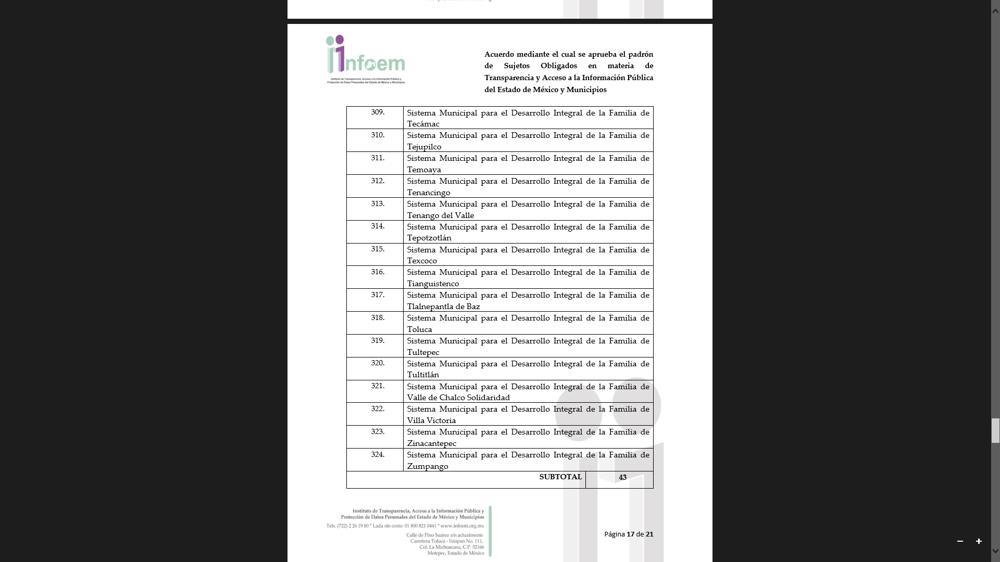 infoem
Instituto de Transparencia, Acceso a la Información Pública y
Protección de Datos Personales del Estado de México y Municipios
Acuerdo mediante el cual se aprueba el padrón
de Sujetos Obligados en materia de
Transparencia y Acceso a la Información Pública
del Estado de México y Municipios
309. Sistema Municipal para el Desarrollo Integral de la Familia de
Tecámac
310. Sistema Municipal para el Desarrollo Integral de la Familia de
Tejupilco
311. Sistema Municipal para el Desarrollo Integral de la Familia de
Temoaya
312. Sistema Municipal para el Desarrollo Integral de la Familia de
Tenancingo
313. Sistema Municipal para el Desarrollo Integral de la Familia de
Tenango del Valle
314. Sistema Municipal para el Desarrollo Integral de la Familia de
Tepotzotlán
315. Sistema Municipal para el Desarrollo Integral de la Familia de
Texcoco
316. Sistema Municipal para el Desarrollo Integral de la Familia de
Tianguistenco
317. Sistema Municipal para el Desarrollo Integral de la Familia de
Tlalnepantla de Baz
318. Sistema Municipal para el Desarrollo Integral de la Familia de
Toluca
319. Sistema Municipal para el Desarrollo Integral de la Familia de
Tultepec
320. Sistema Municipal para el Desarrollo Integral de la Familia de
Tultitlán
321. Sistema Municipal para el Desarrollo Integral de la Familia de
Valle de Chalco Solidaridad
322. Sistema Municipal para el Desarrollo Integral de la Familia de
Villa Victoria
323. Sistema Municipal para el Desarrollo Integral de la Familia de
Zinacantepec
324. Sistema Municipal para el Desarrollo Integral de la Familia de
Zumpango
SUBTOTAL 43
Instituto de Transparencia, Acceso a la Información Pública y
Protección de Datos Personales del Estado de México y Municipios
Tels. (722) 2 26 19 80 * Lada sin costo: 01 800 821 0441 * www.infoem.org.mx
Calle de Pino Suárez s/n actualmente
Carretera Toluca - Ixtapan No. 111,
Col. La Michoacana, C.P. 52166
Metepec, Estado de México
Página 17 de 21